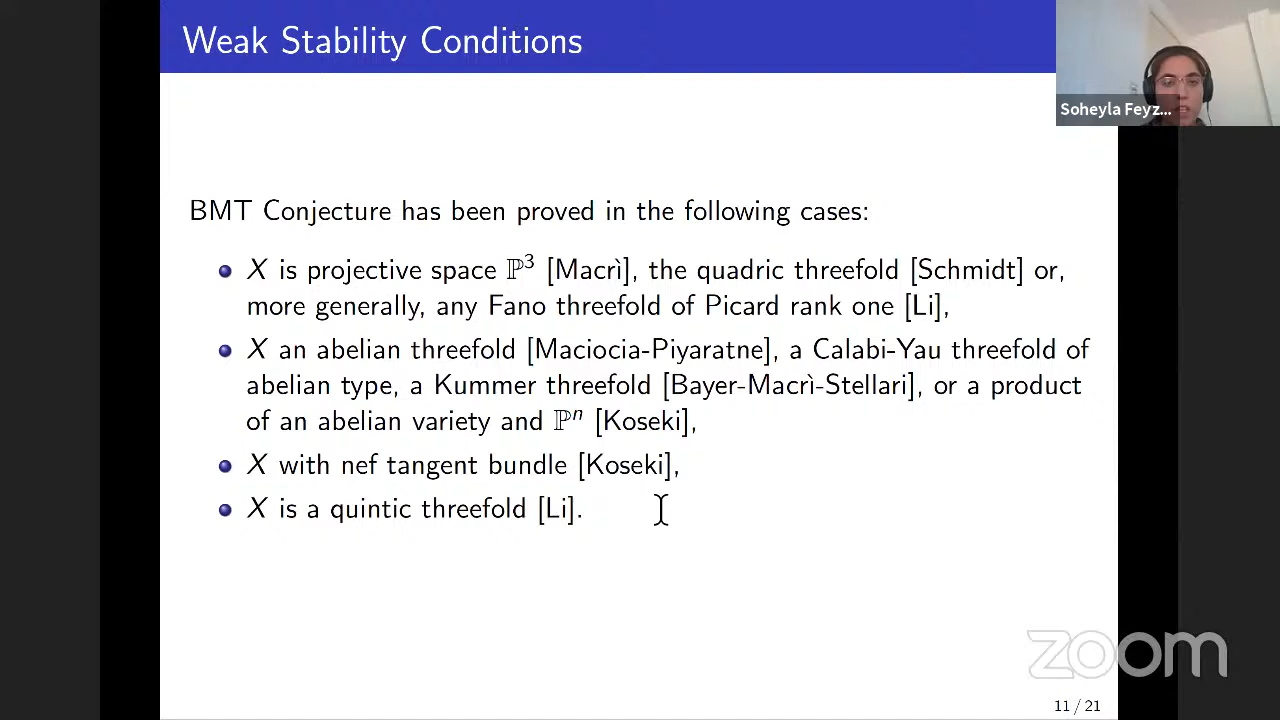 Weak Stability Conditions
Soheyla Feyz...
BMT Conjecture has been proved in the following cases:
X is projective space ℙ³ [Macrì], the quadric threefold [Schmidt] or,
more generally, any Fano threefold of Picard rank one [Li],
X an abelian threefold [Maciocia-Piyaratne], a Calabi-Yau threefold of
abelian type, a Kummer threefold [Bayer-Macrì-Stellari], or a product
of an abelian variety and ℙⁿ [Koseki],
X with nef tangent bundle [Koseki],
X is a quintic threefold [Li].
zoom
11 / 21